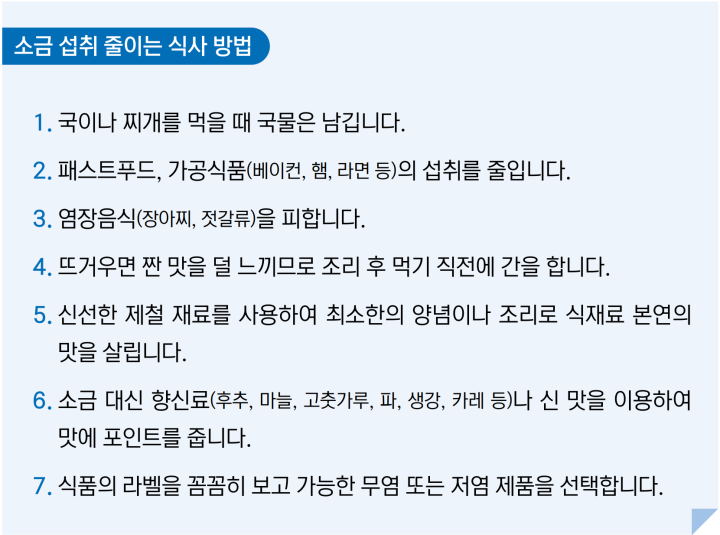 소금 섭취 줄이는 식사 방법
1. 국이나 찌개를 먹을 때 국물은 남깁니다.
2. 패스트푸드, 가공식품(베이컨, 햄, 라면 등)의 섭취를 줄입니다.
3. 염장음식(장아찌, 젓갈류)을 피합니다.
4. 뜨거우면 짠 맛을 덜 느끼므로 조리 후 먹기 직전에 간을 합니다.
5. 신선한 제철 재료를 사용하여 최소한의 양념이나 조리로 식재료 본연의
맛을 살립니다.
6. 소금 대신 향신료(후추, 마늘, 고춧가루, 파, 생강, 카레 등)나 신 맛을 이용하여
맛에 포인트를 줍니다.
7. 식품의 라벨을 꼼꼼히 보고 가능한 무염 또는 저염 제품을 선택합니다.